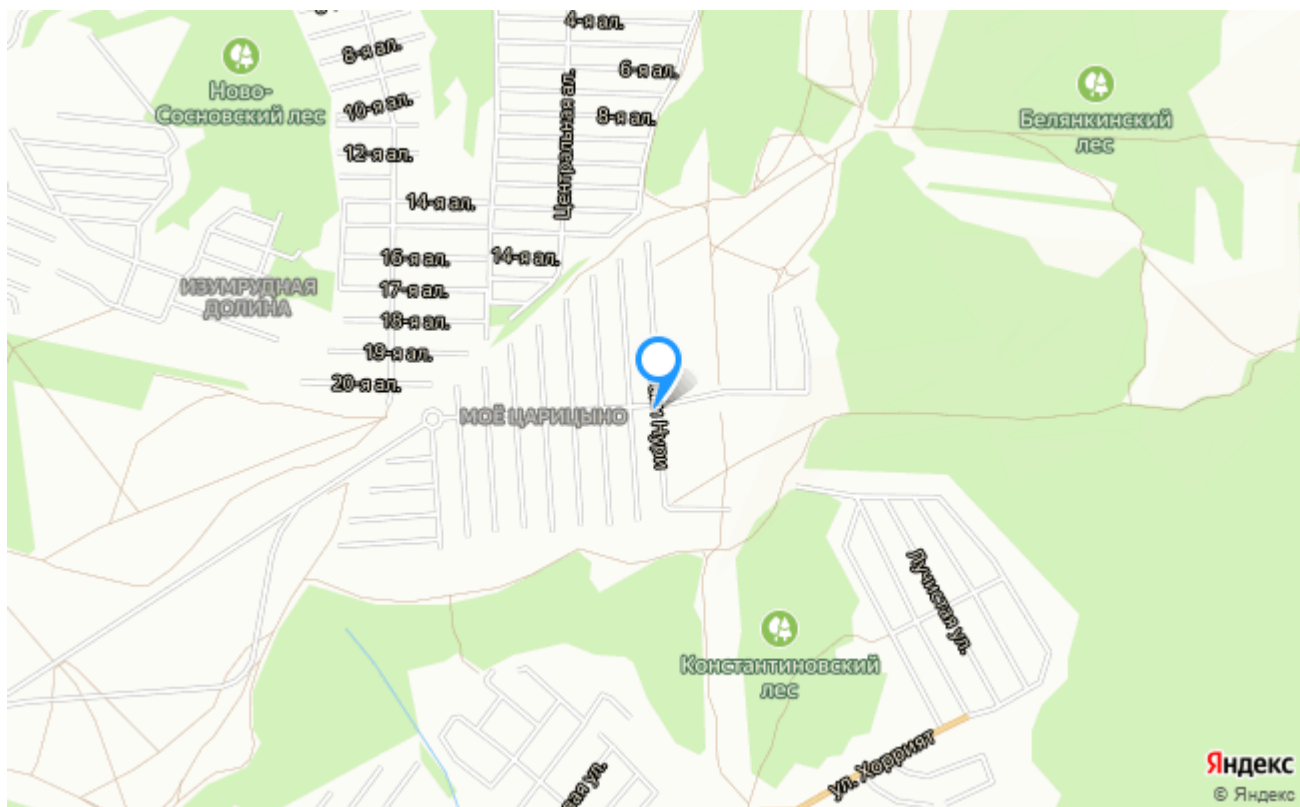 4-я ал.
8-я ал.
6-я ал.
Ново-
Сосновский лес
10-я ал.
8-я ал.
Белянкинский
лес
12-я ал.
Центральная ал.
14-я ал.
16-я ал.
14-я ал.
ИЗУМРУДНАЯ
ДОЛИНА
17-я ал.
18-я ал.
19-я ал.
20-я ал.
МОЁ ЦАРИЦЫНО
Нури
Лучистая ул.
Константиновский
лес
ул. Хоррият
ул.
Яндекс
© Яндекс